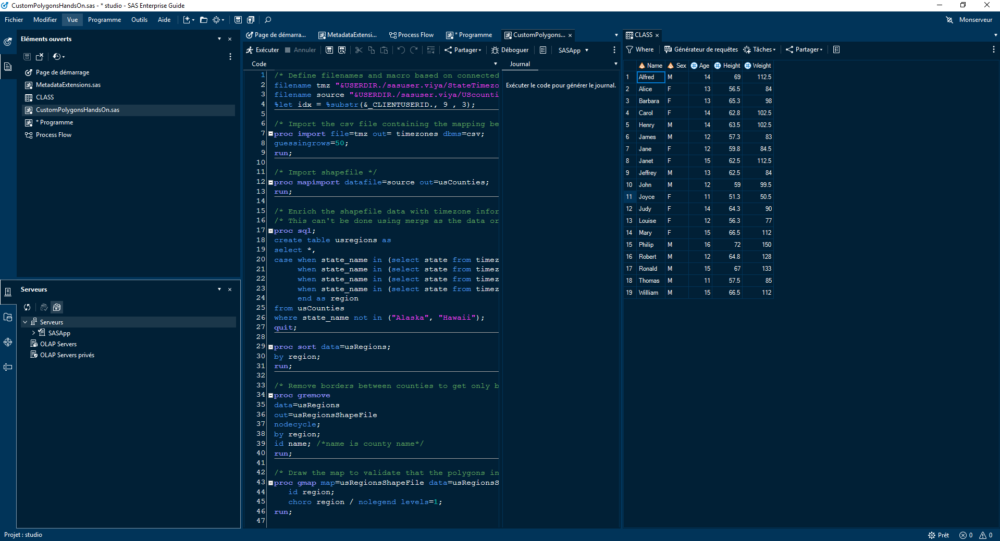 CustomPolygonsHandsOn.sas - * studio - SAS Enterprise Guide
Fichier Modifier Vue Programme Outils Aide Monserveur
Eléments ouverts
Page de démarrage
MetadataExtensions.sas
CLASS
CustomPolygonsHandsOn.sas
* Programme
Process Flow
Serveurs
Serveurs
SASApp
OLAP Servers
OLAP Servers privés
Page de démarra... MetadataExtensi... Process Flow * Programme CustomPolygons...
Exécuter Annuler Partager Déboguer SASApp
Code
1 /* Define filenames and macro based on connected
2 filename tmz "&USERDIR./sasuser.viya/StateTimezo
3 filename source "&USERDIR./sasuser.viya/UScounti
4 %let idx = %substr(&_CLIENTUSERID., 9 , 3);
5
6 /* Import the csv file containing the mapping be
7 proc import file=tmz out= timezones dbms=csv;
8 guessingrows=50;
9 run;
10
11 /* Import shapefile */
12 proc mapimport datafile=source out=usCounties;
13 run;
14
15 /* Enrich the shapefile data with timezone infor
16 /* This can't be done using merge as the data or
17 proc sql;
18 create table usregions as
19 select *,
20 case when state_name in (select state from timez
21 when state_name in (select state from timez
22 when state_name in (select state from timez
23 when state_name in (select state from timez
24 end as region
25 from usCounties
26 where state_name not in ("Alaska", "Hawaii");
27 quit;
28
29 proc sort data=usRegions;
30 by region;
31 run;
32
33 /* Remove borders between counties to get only b
34 proc gremove
35 data=usRegions
36 out=usRegionsShapeFile
37 nodecycle;
38 by region;
39 id name; /*name is county name*/
40 run;
41
42 /* Draw the map to validate that the polygons in
43 proc gmap map=usRegionsShapeFile data=usRegionsS
44 id region;
45 choro region / nolegend levels=1;
46 run;
47
Journal
Exécuter le code pour générer le journal.
CLASS
Where Générateur de requêtes Tâches Partager
Name Sex Age Height Weight
1 Alfred M 14 69 112.5
2 Alice F 13 56.5 84
3 Barbara F 13 65.3 98
4 Carol F 14 62.8 102.5
5 Henry M 14 63.5 102.5
6 James M 12 57.3 83
7 Jane F 12 59.8 84.5
8 Janet F 15 62.5 112.5
9 Jeffrey M 13 62.5 84
10 John M 12 59 99.5
11 Joyce F 11 51.3 50.5
12 Judy F 14 64.3 90
13 Louise F 12 56.3 77
14 Mary F 15 66.5 112
15 Philip M 16 72 150
16 Robert M 12 64.8 128
17 Ronald M 15 67 133
18 Thomas M 11 57.5 85
19 William M 15 66.5 112
Projet : studio
Prêt 0 0